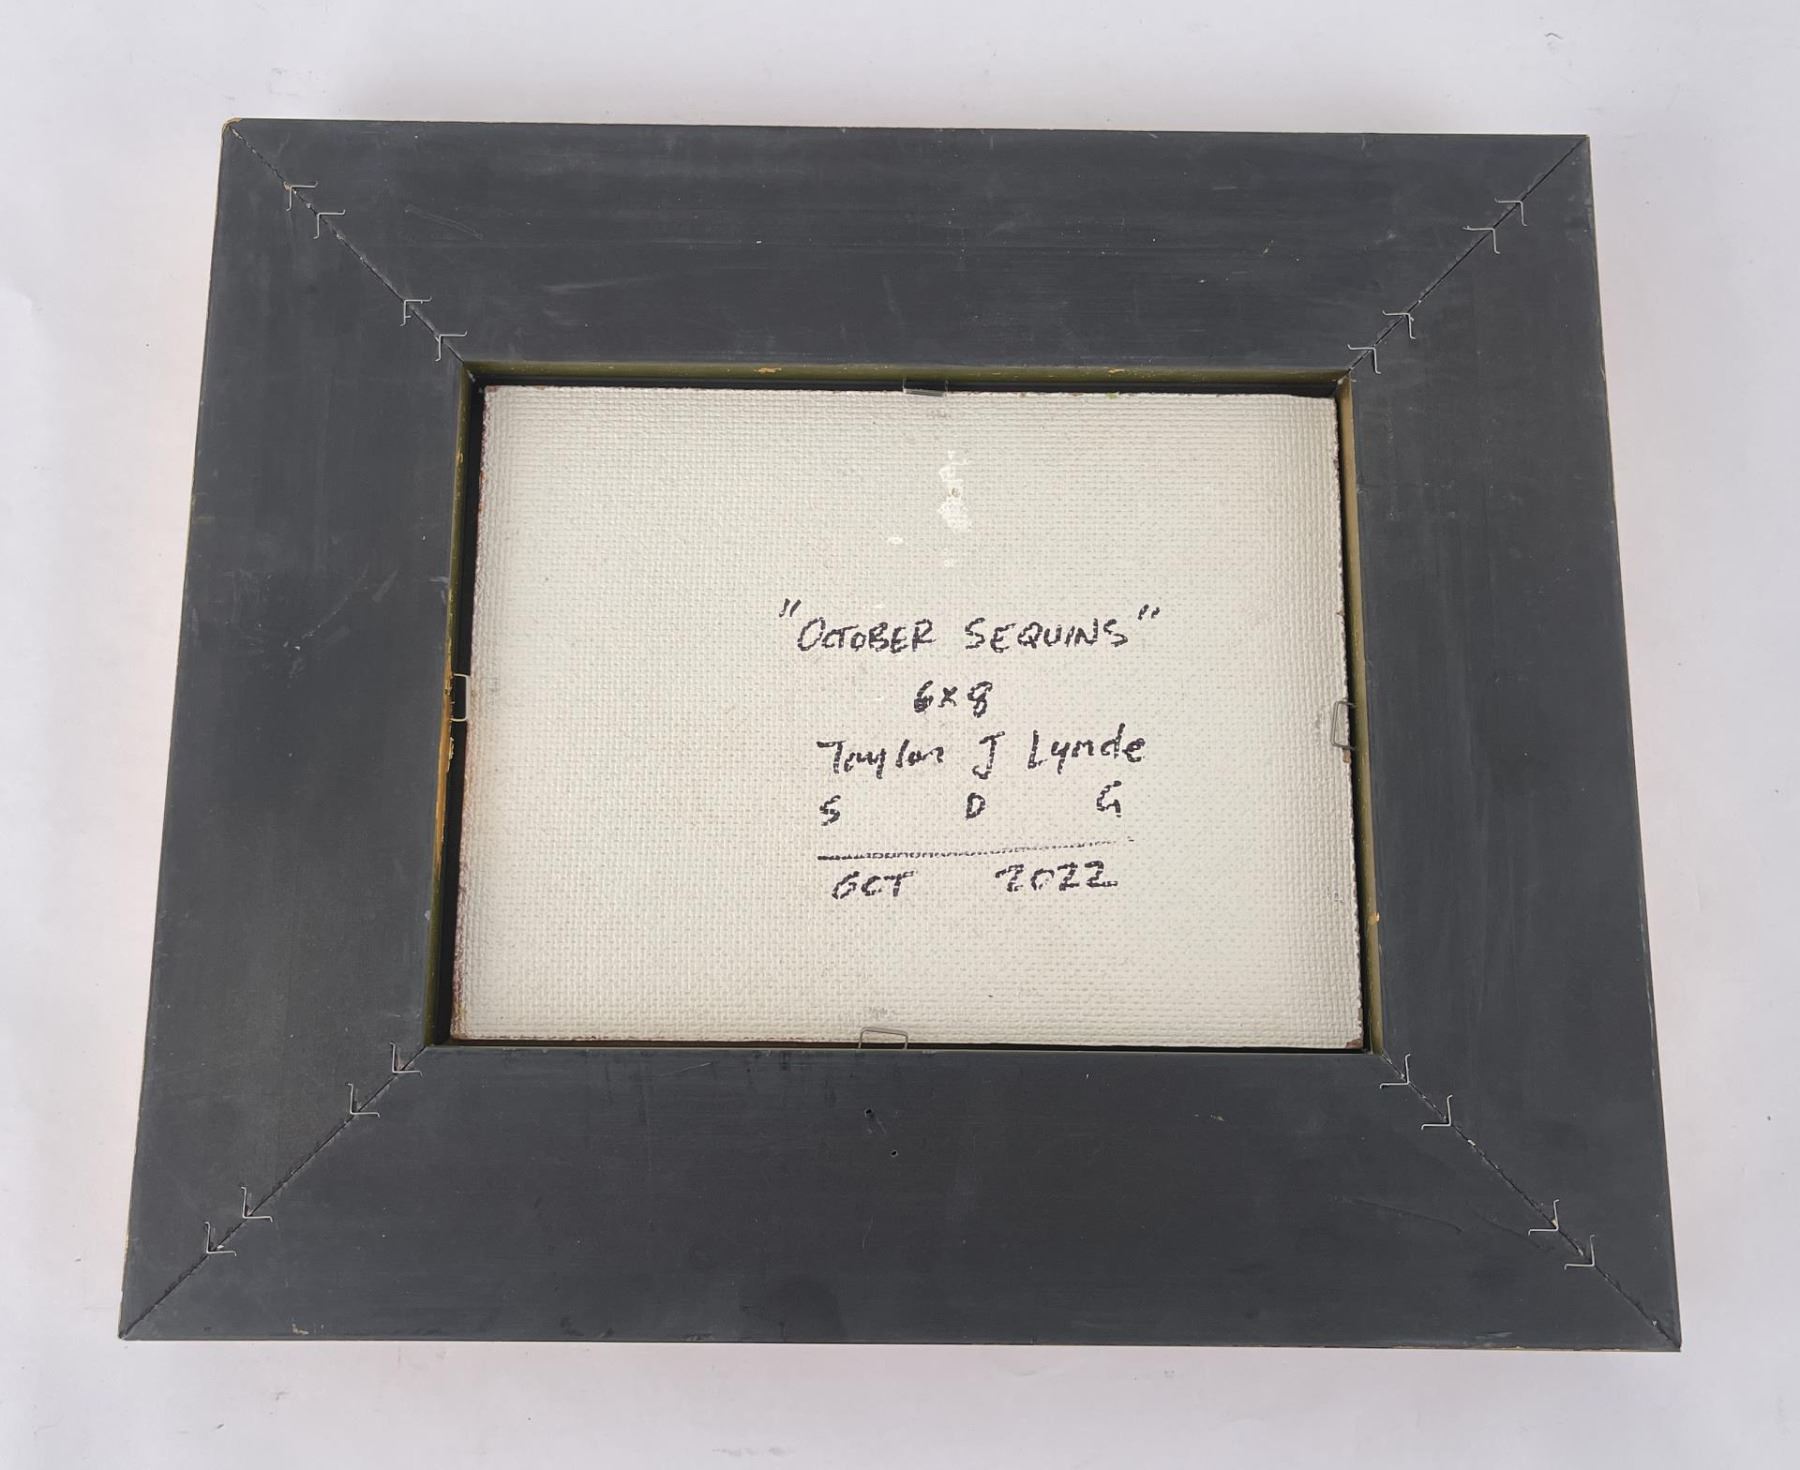 "OCTOBER SEQUINS"
6x8
Taylor J Lynde
S D G
OCT 2022